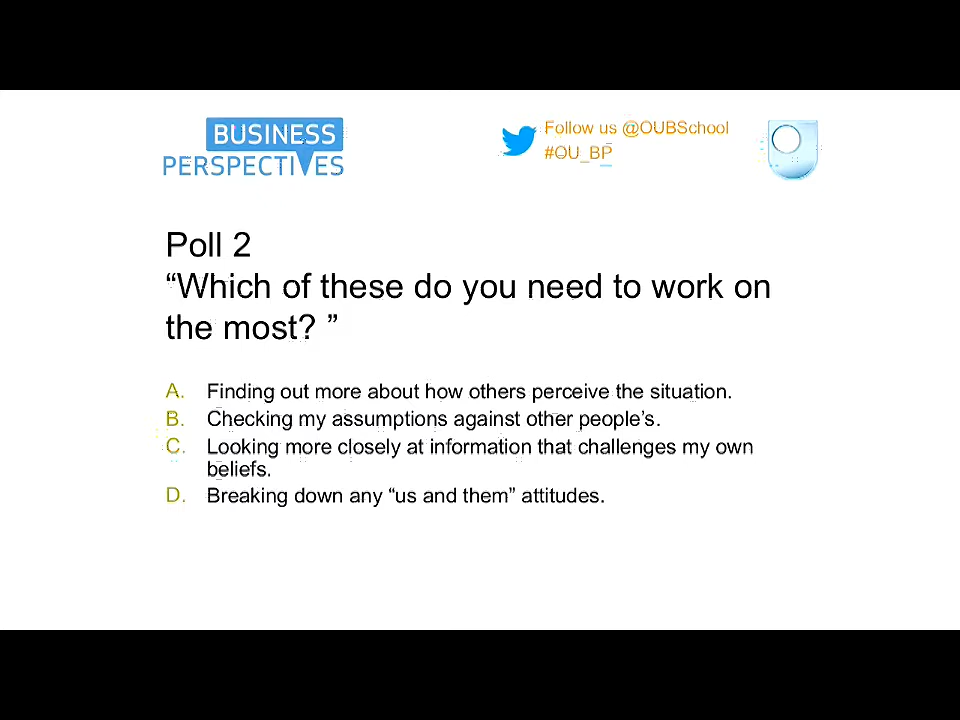 BUSINESS
PERSPECTIVES
Follow us @OUBSchool
#OU_BP
Poll 2
“Which of these do you need to work on
the most? ”
A. Finding out more about how others perceive the situation.
B. Checking my assumptions against other people’s.
C. Looking more closely at information that challenges my own
beliefs.
D. Breaking down any “us and them” attitudes.